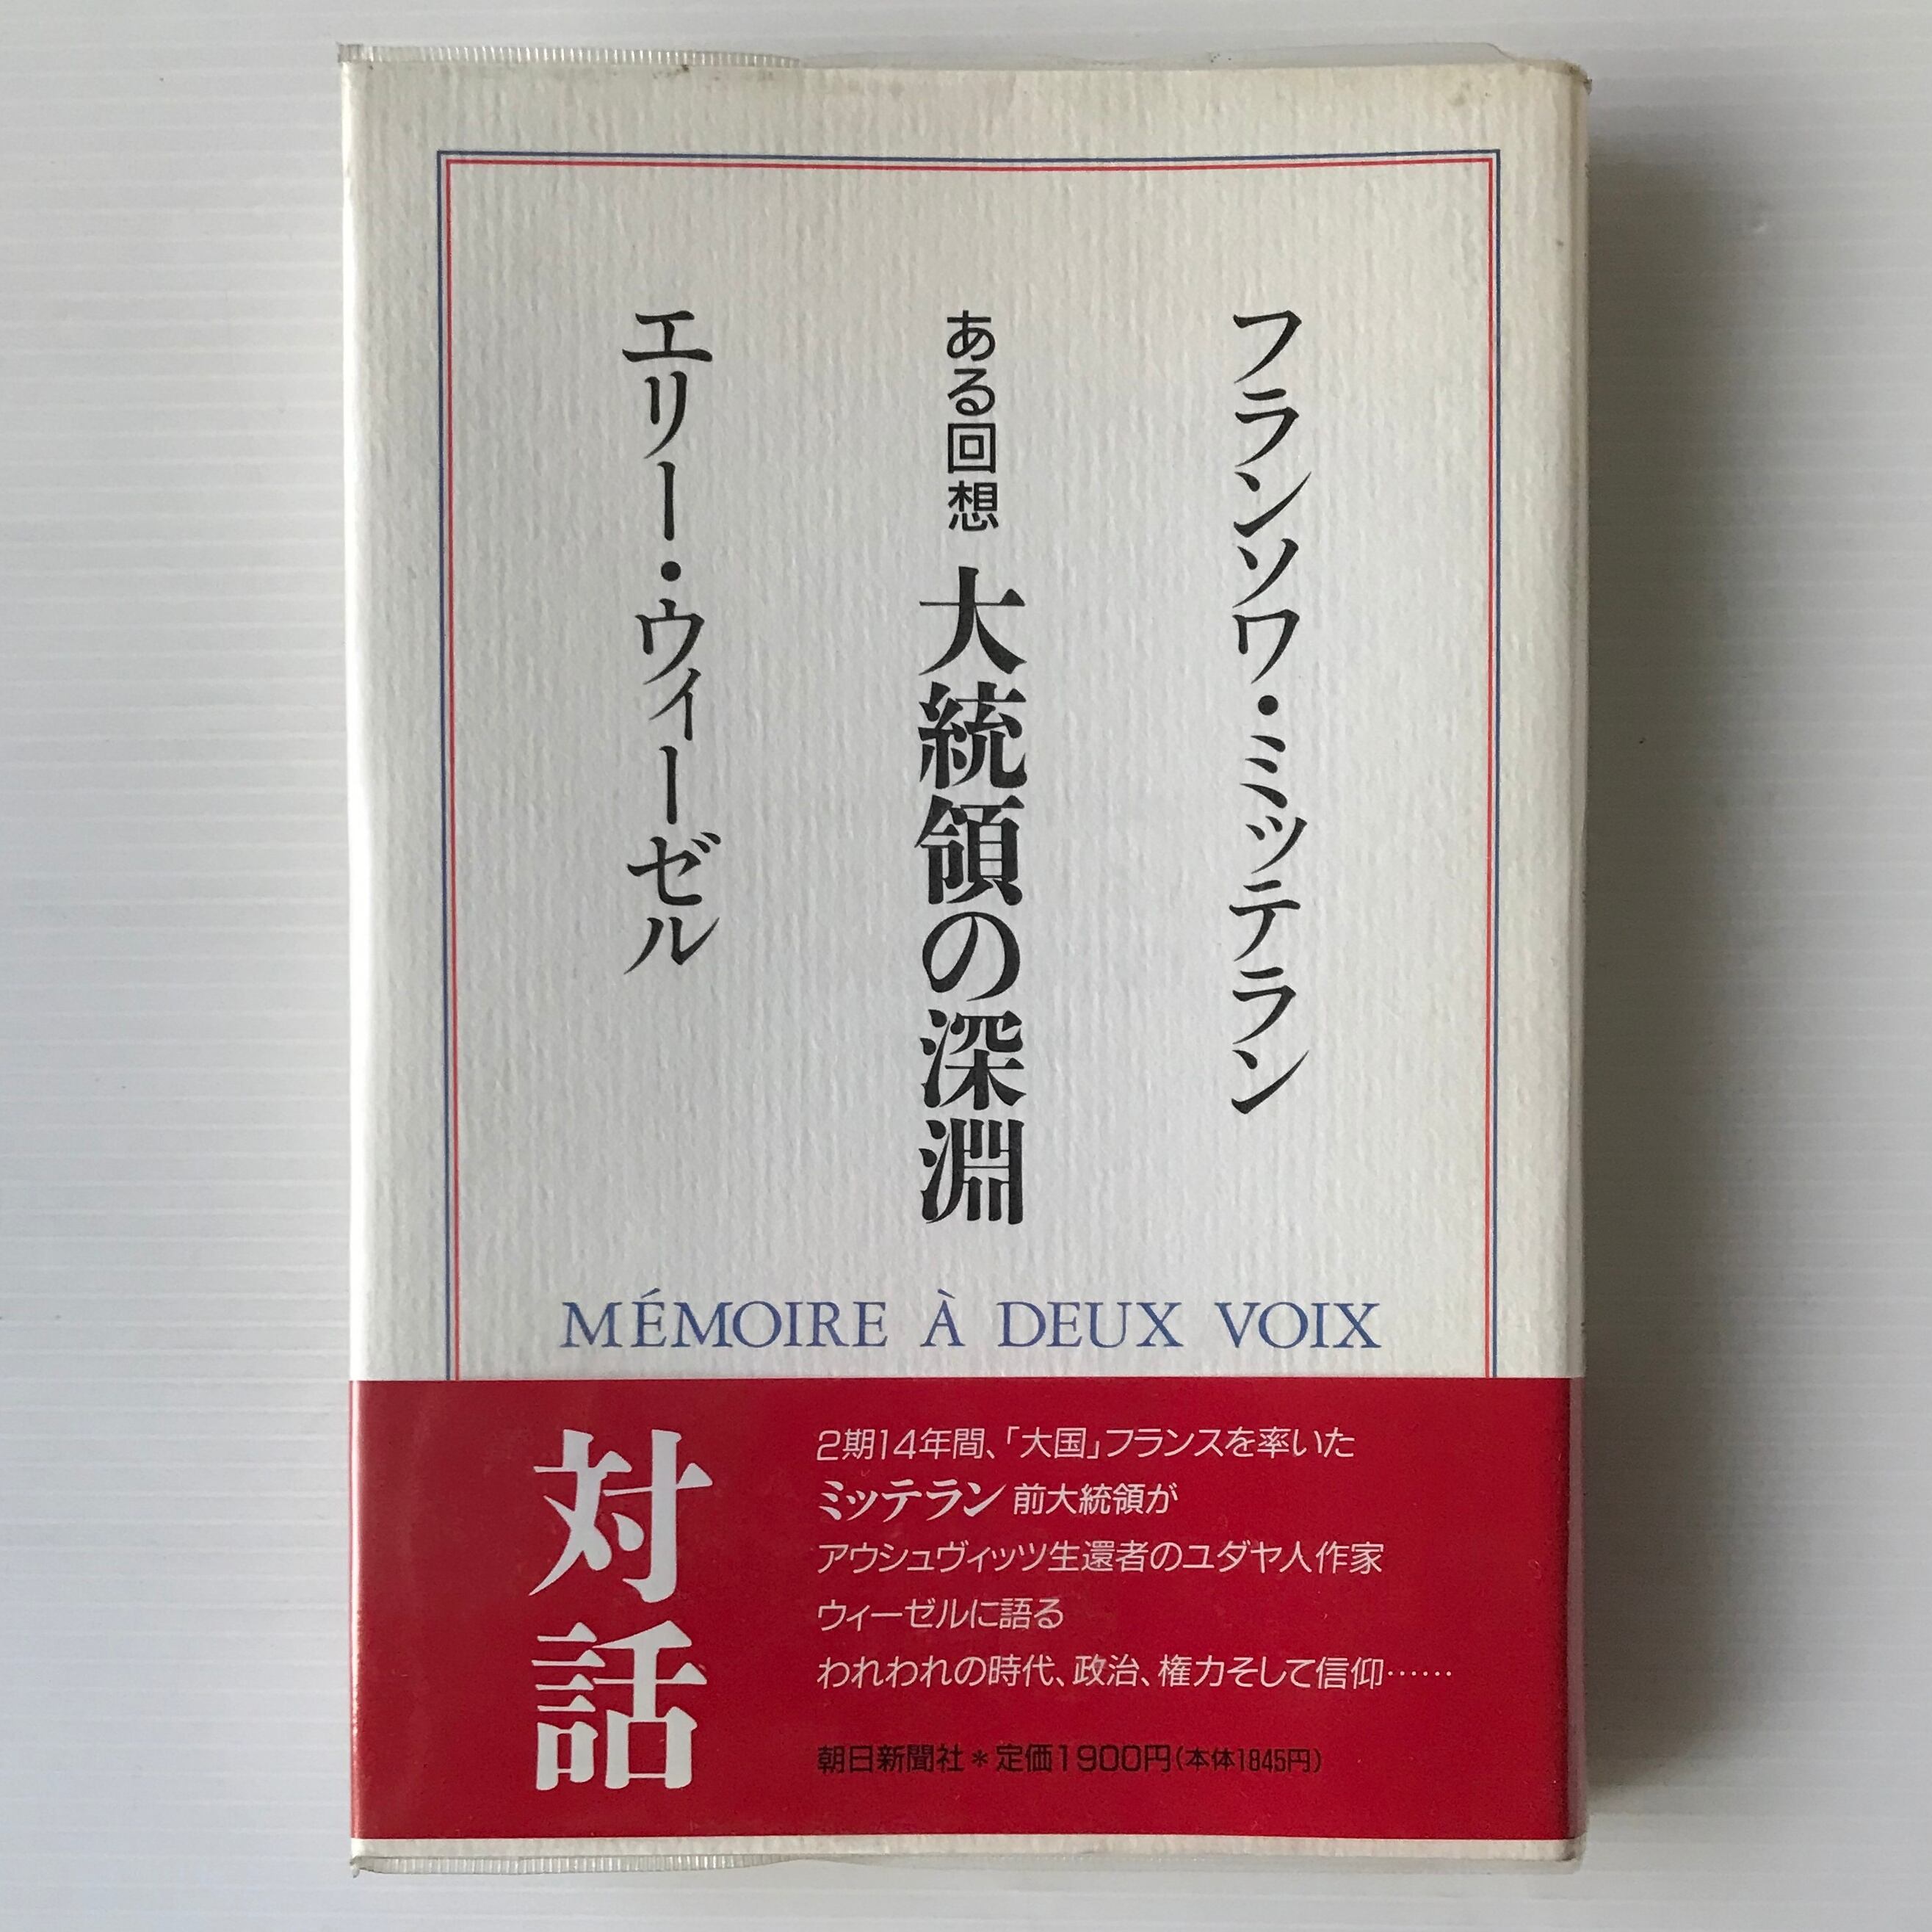 フランソワ・ミッテラン
ある回想 大統領の深淵
エリー・ウィーゼル
MÉMOIRE À DEUX VOIX
対話
2期14年間、「大国」フランスを率いた
ミッテラン前大統領が
アウシュヴィッツ生還者のユダヤ人作家
ウィーゼルに語る
われわれの時代、政治、権力そして信仰……
朝日新聞社＊定価1900円(本体1845円)